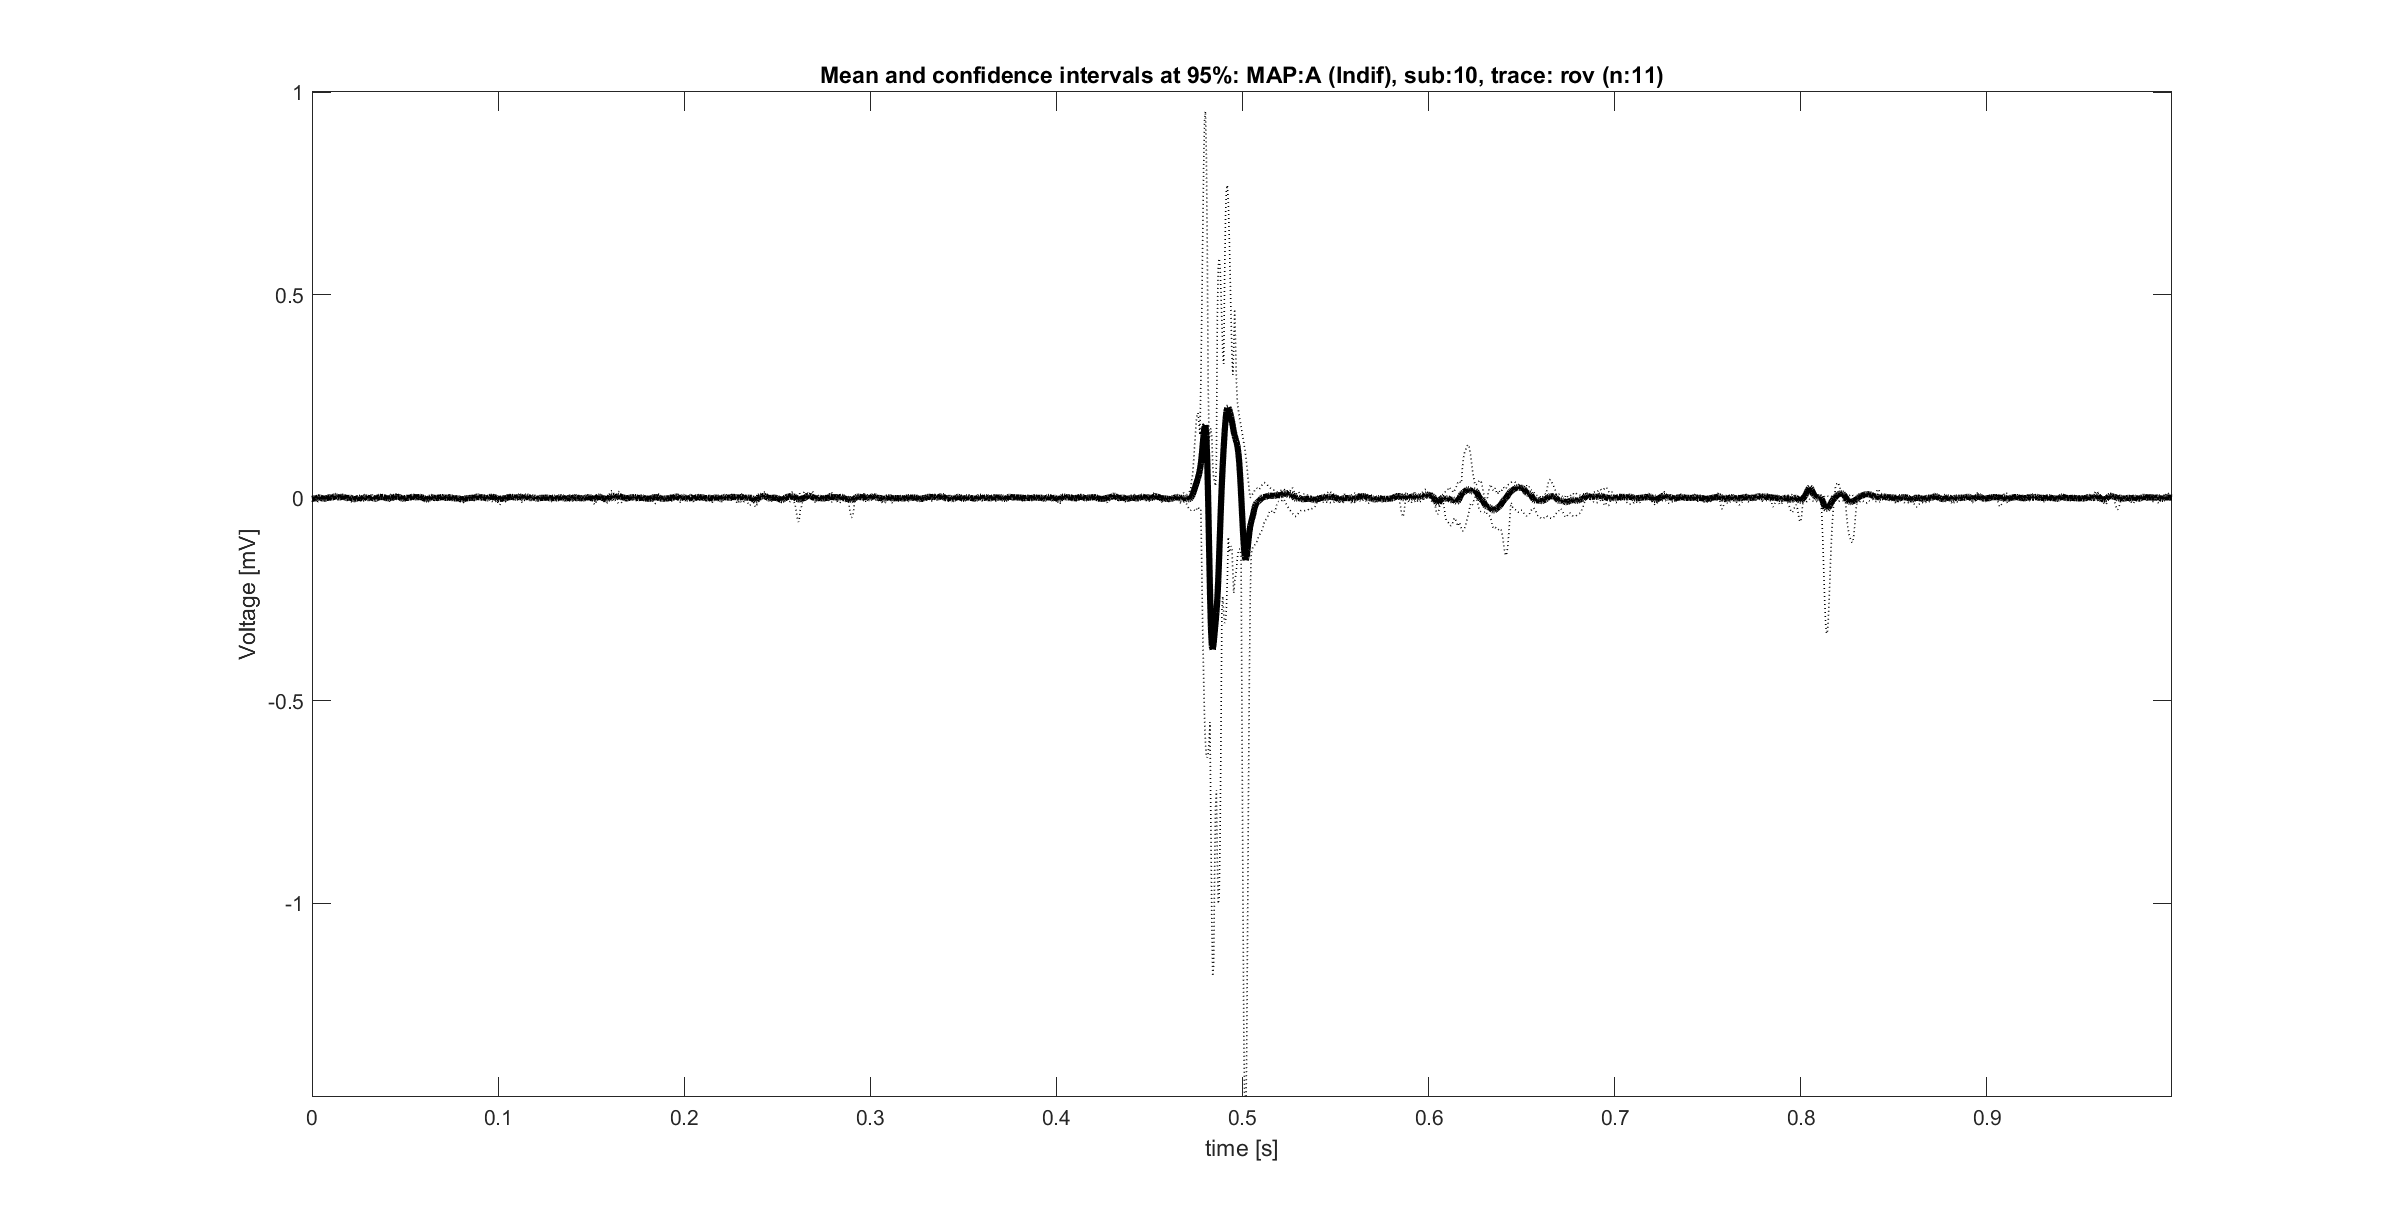 Mean and confidence intervals at 95%: MAP:A (Indif), sub:10, trace: rov (n:11)
1
0.5
0
-0.5
-1
Voltage [mV]
0 0.1 0.2 0.3 0.4 0.5 0.6 0.7 0.8 0.9
time [s]